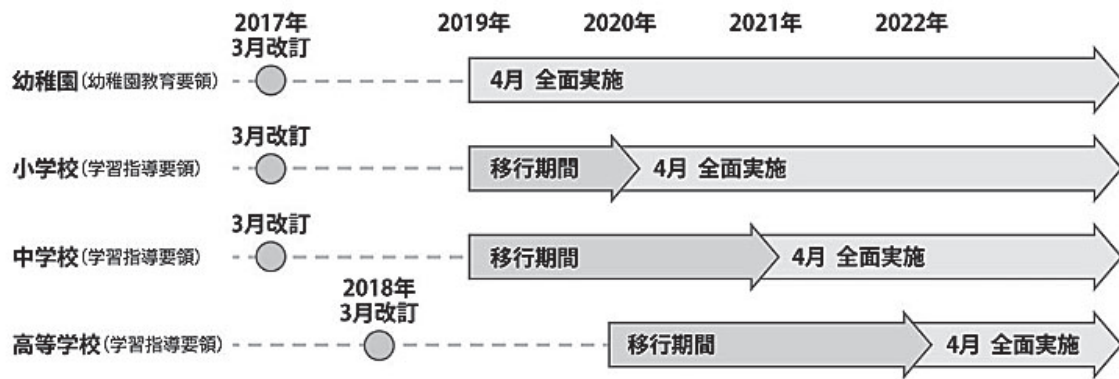 2017年 2019年 2020年 2021年 2022年
3月改訂
幼稚園(幼稚園教育要領) 4月 全面実施
3月改訂
小学校(学習指導要領) 移行期間 4月 全面実施
3月改訂
中学校(学習指導要領) 移行期間 4月 全面実施
2018年
3月改訂
高等学校(学習指導要領) 移行期間 4月 全面実施